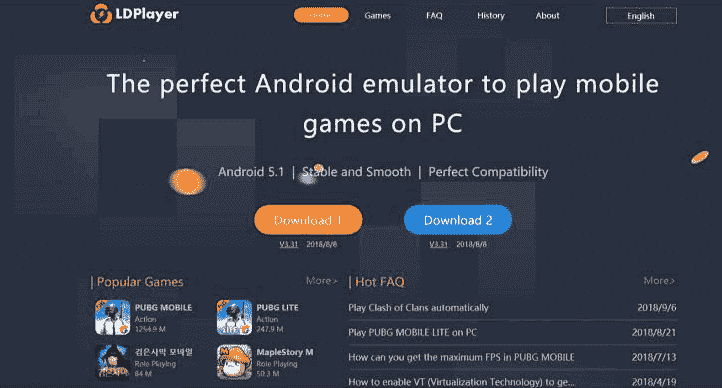 LDPlayer
Home Games FAQ History About English
The perfect Android emulator to play mobile
games on PC
Android 5.1 | Stable and Smooth | Perfect Compatibility
Download 1 Download 2
V3.31 2018/8/8 V3.31 2018/8/8
Popular Games More>
PUBG MOBILE
Action
1254.9 M
PUBG LITE
Action
247.9 M
검은사막 모바일
Role Playing
84 M
MapleStory M
Role Playing
50.3 M
Hot FAQ More>
Play Clash of Clans automatically 2018/9/6
Play PUBG MOBILE LITE on PC 2018/8/21
How can you get the maximum FPS in PUBG MOBILE 2018/7/13
How to enable VT (Virtualization Technology) to ge... 2018/4/19